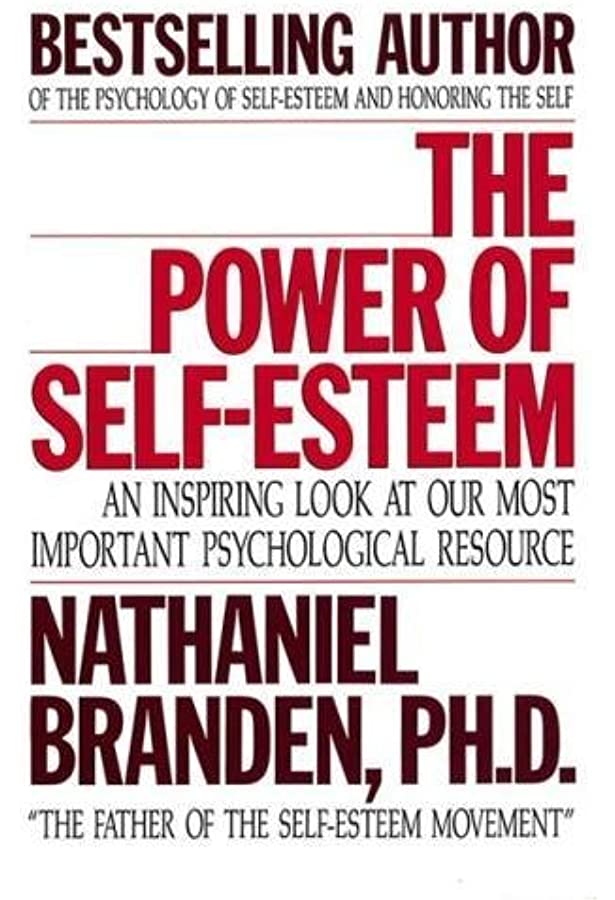 BESTSELLING AUTHOR
OF THE PSYCHOLOGY OF SELF-ESTEEM AND HONORING THE SELF
THE
POWER OF
SELF-ESTEEM
AN INSPIRING LOOK AT OUR MOST
IMPORTANT PSYCHOLOGICAL RESOURCE
NATHANIEL
BRANDEN, PH.D.
"THE FATHER OF THE SELF-ESTEEM MOVEMENT"